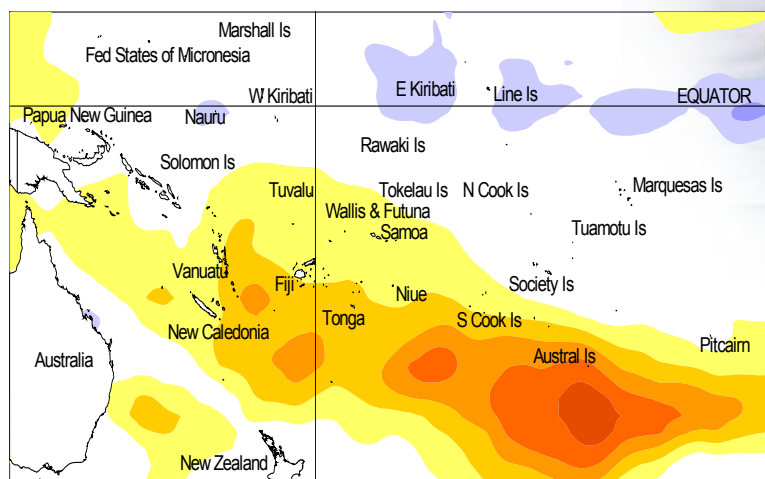 Marshall Is
Fed States of Micronesia
W Kiribati
E Kiribati
Line Is
EQUATOR
Papua New Guinea
Nauru
Rawaki Is
Solomon Is
Tuvalu
Tokelau Is
N Cook Is
Marquesas Is
Wallis & Futuna
Samoa
Tuamotu Is
Vanuatu
Fiji
Niue
Society Is
New Caledonia
Tonga
S Cook Is
Australia
Austral Is
Pitcairn
New Zealand